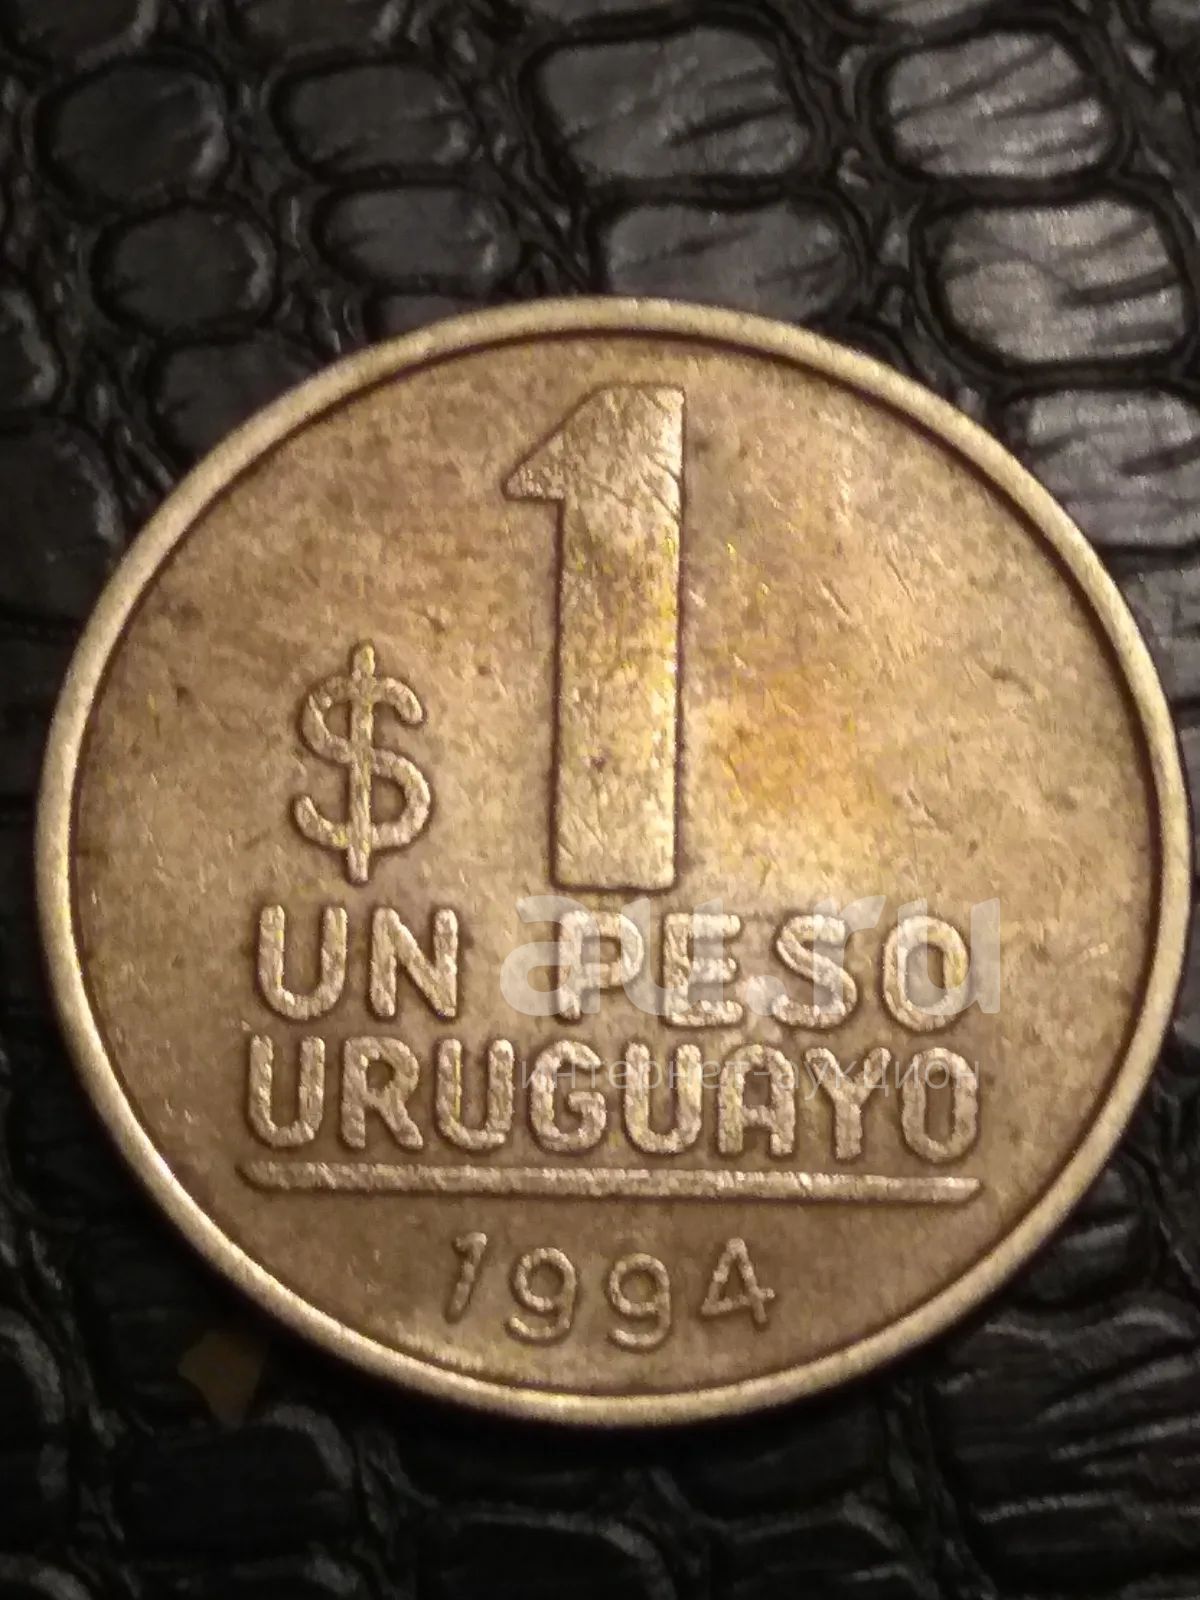 $ 1
UN PESO
URUGUAYO
1994
au.ru
интернет-аукцион